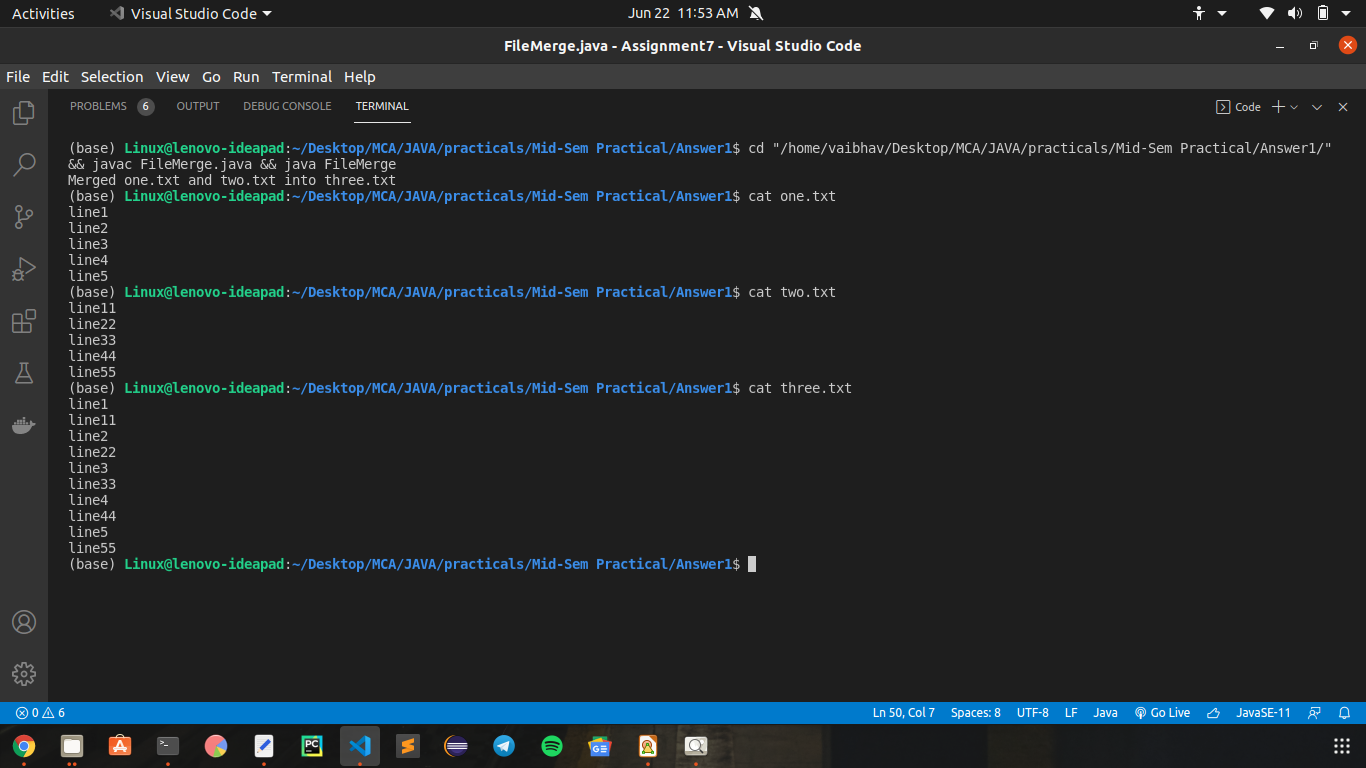 Activities Visual Studio Code Jun 22 11:53 AM
FileMerge.java - Assignment7 - Visual Studio Code
File Edit Selection View Go Run Terminal Help
PROBLEMS 6 OUTPUT DEBUG CONSOLE TERMINAL Code
(base) Linux@lenovo-ideapad:~/Desktop/MCA/JAVA/practicals/Mid-Sem Practical/Answer1$ cd "/home/vaibhav/Desktop/MCA/JAVA/practicals/Mid-Sem Practical/Answer1/"
&& javac FileMerge.java && java FileMerge
Merged one.txt and two.txt into three.txt
(base) Linux@lenovo-ideapad:~/Desktop/MCA/JAVA/practicals/Mid-Sem Practical/Answer1$ cat one.txt
line1
line2
line3
line4
line5
(base) Linux@lenovo-ideapad:~/Desktop/MCA/JAVA/practicals/Mid-Sem Practical/Answer1$ cat two.txt
line11
line22
line33
line44
line55
(base) Linux@lenovo-ideapad:~/Desktop/MCA/JAVA/practicals/Mid-Sem Practical/Answer1$ cat three.txt
line1
line11
line2
line22
line3
line33
line4
line44
line5
line55
(base) Linux@lenovo-ideapad:~/Desktop/MCA/JAVA/practicals/Mid-Sem Practical/Answer1$
0 6 Ln 50, Col 7 Spaces: 8 UTF-8 LF Java Go Live JavaSE-11
PC GE